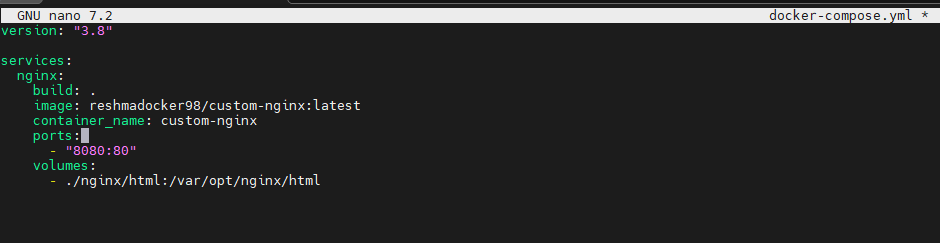 GNU nano 7.2 docker-compose.yml *
version: "3.8"
services:
  nginx:
    build: .
    image: reshmadocker98/custom-nginx:latest
    container_name: custom-nginx
    ports:
      - "8080:80"
    volumes:
      - ./nginx/html:/var/opt/nginx/html